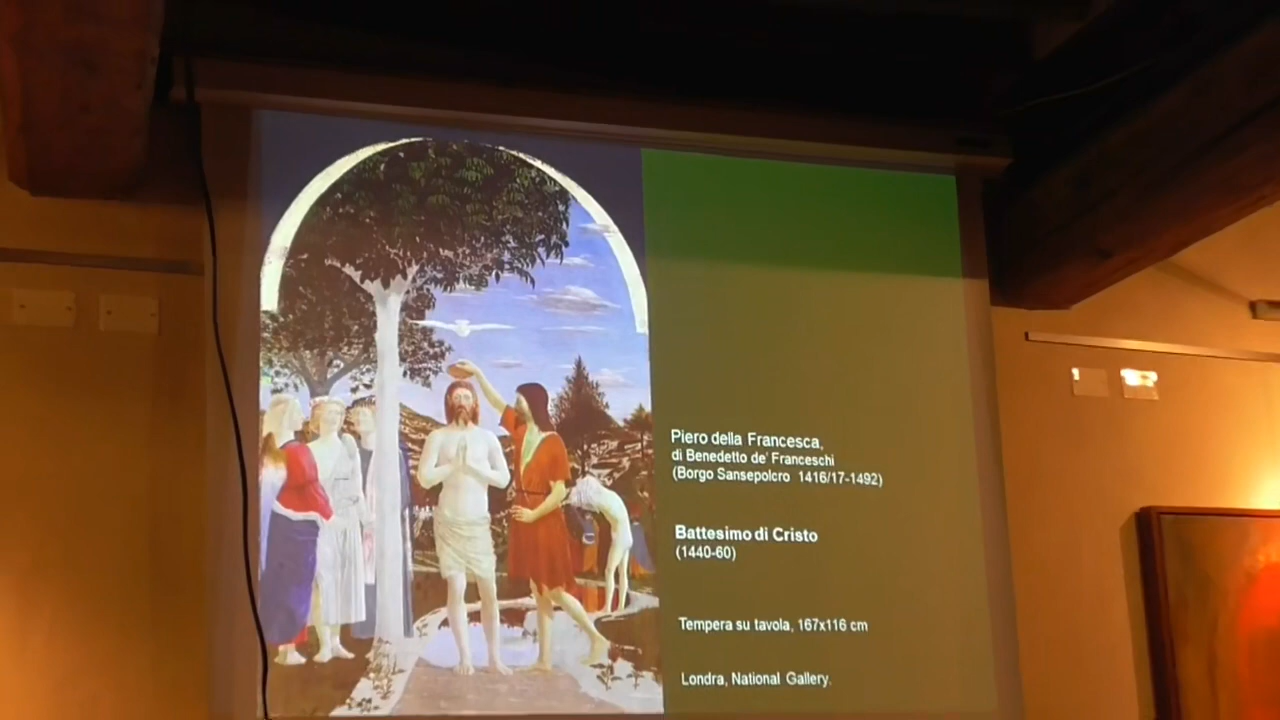 Piero della Francesca,
di Benedetto de' Franceschi
(Borgo Sansepolcro 1416/17-1492)
Battesimo di Cristo
(1440-60)
Tempera su tavola, 167x116 cm
Londra, National Gallery.